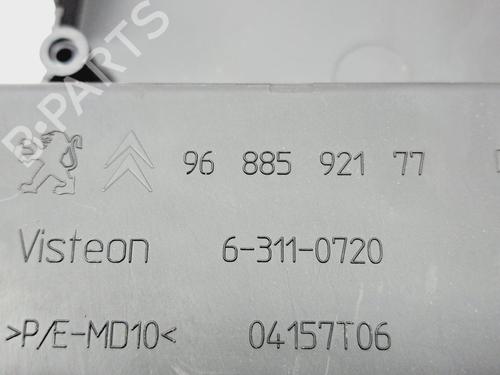 B-PARTS
96 885 921 77
Visteon 6-311-0720
>P/E-MD10< 04157T06